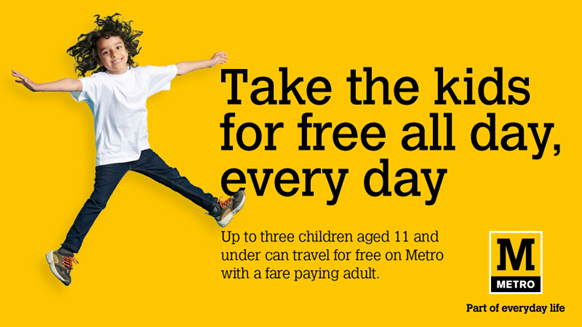 Take the kids
for free all day,
every day
Up to three children aged 11 and
under can travel for free on Metro
with a fare paying adult.
M
METRO
Part of everyday life